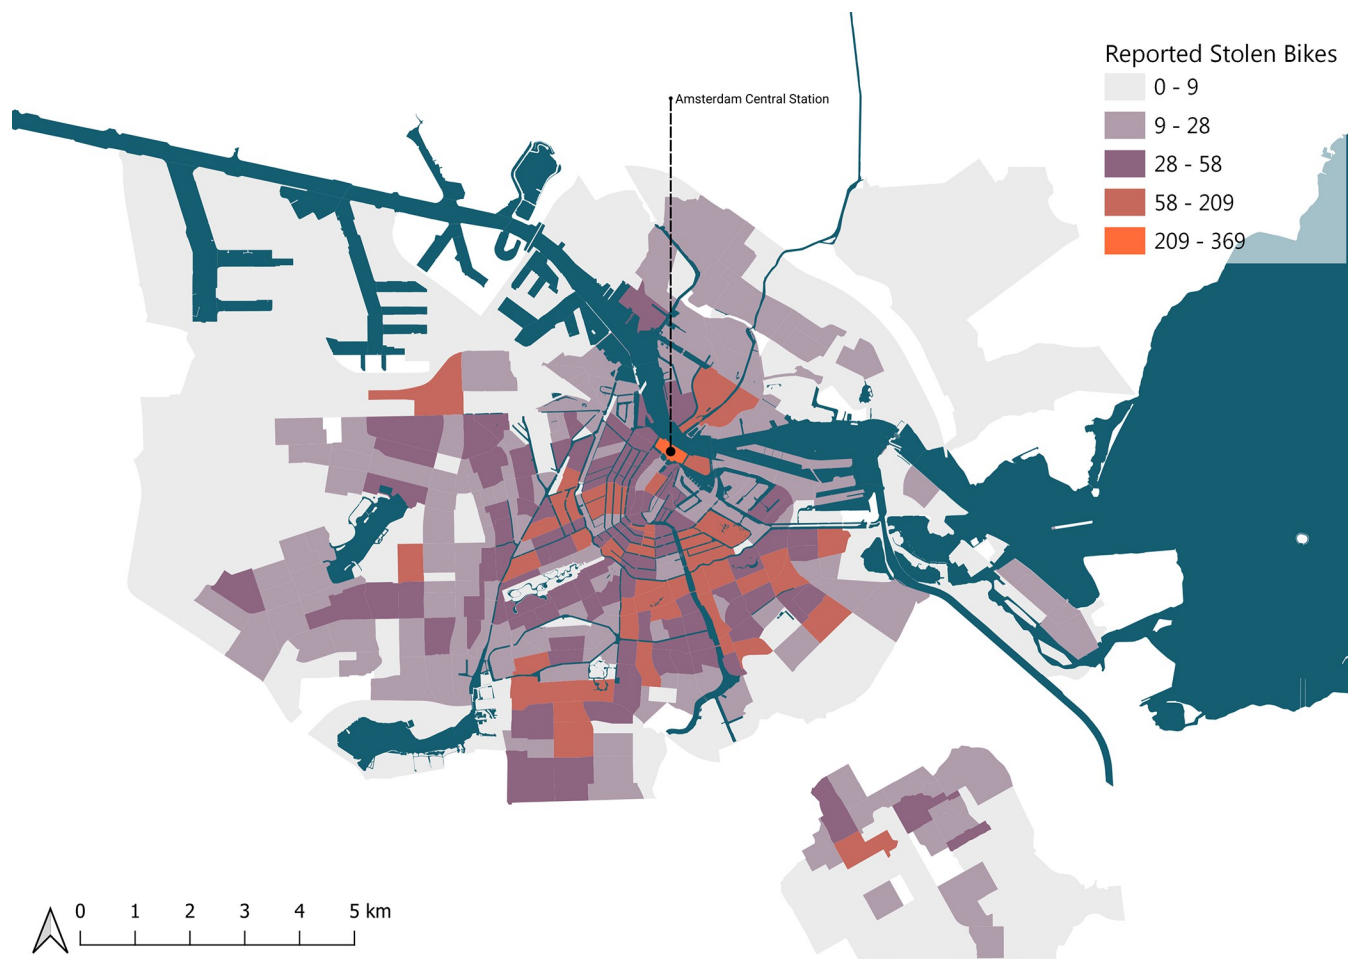 Reported Stolen Bikes
0 - 9
Amsterdam Central Station
9 - 28
28 - 58
58 - 209
209 - 369
0 1 2 3 4 5 km